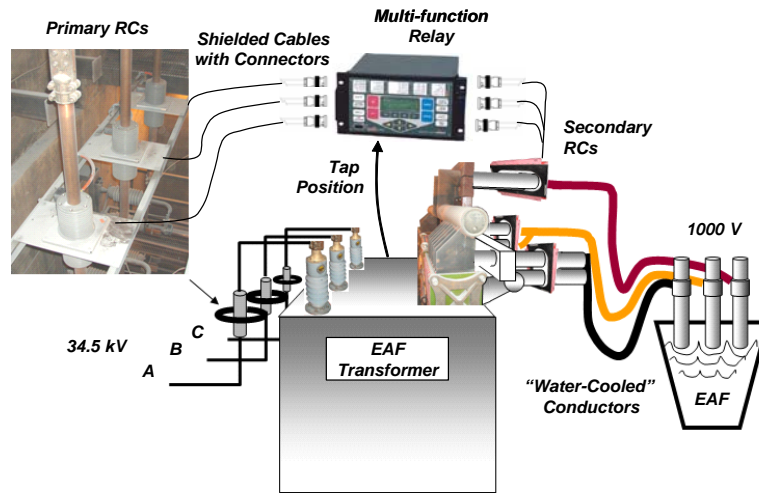 Primary RCs
Shielded Cables
with Connectors
Multi-function
Relay
Secondary
RCs
Tap
Position
1000 V
34.5 kV
C
B
A
EAF
Transformer
"Water-Cooled"
Conductors
EAF